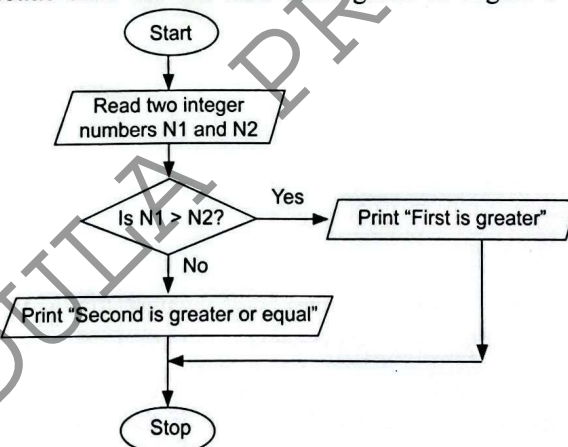 Start
Read two integer
numbers N1 and N2
Is N1 > N2?
Yes
Print “First is greater”
No
Print “Second is greater or equal”
Stop